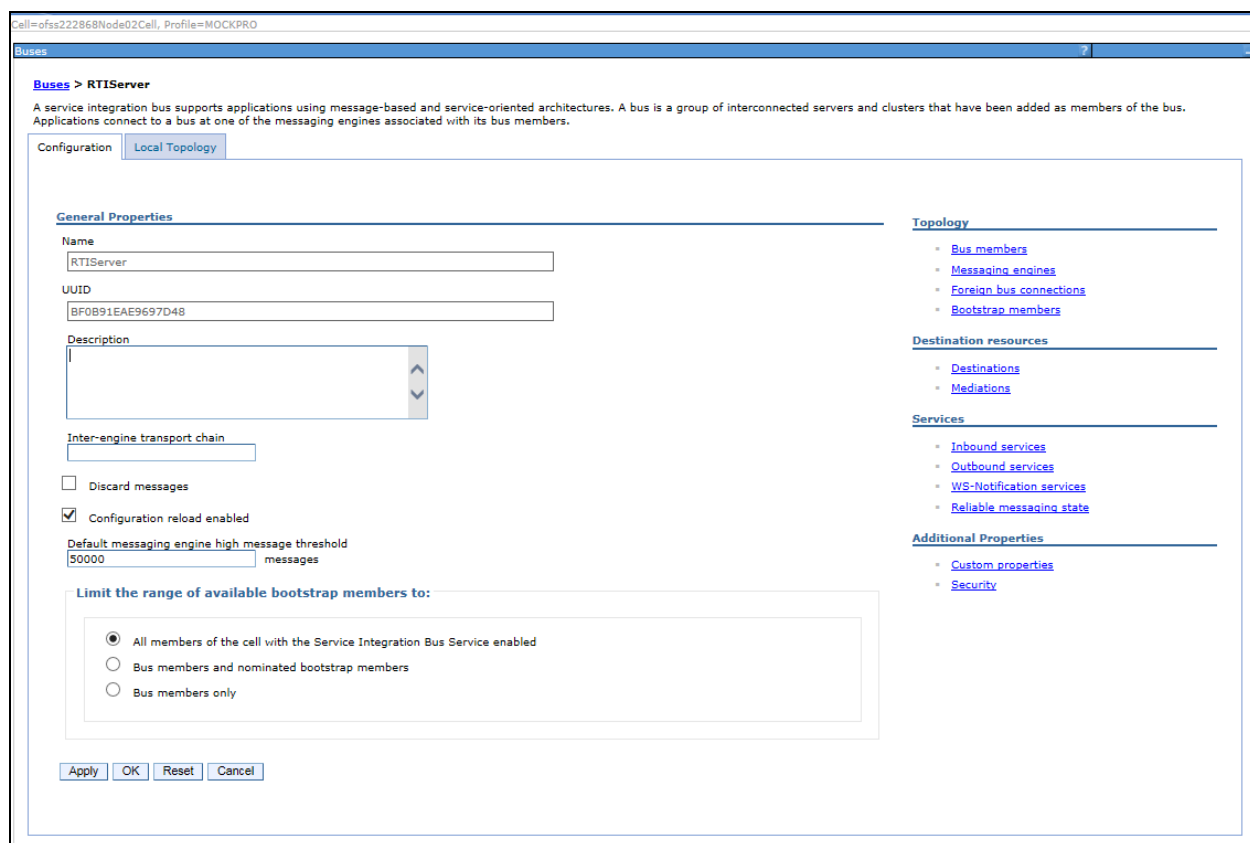 Cell=ofss222868Node02Cell, Profile=MOCKPRO
Buses ?
Buses > RTIServer
A service integration bus supports applications using message-based and service-oriented architectures. A bus is a group of interconnected servers and clusters that have been added as members of the bus.
Applications connect to a bus at one of the messaging engines associated with its bus members.
Configuration Local Topology
General Properties
Name
RTIServer
UUID
BF0B91EAE9697D48
Description
Inter-engine transport chain
Discard messages
Configuration reload enabled
Default messaging engine high message threshold
50000 messages
Limit the range of available bootstrap members to:
All members of the cell with the Service Integration Bus Service enabled
Bus members and nominated bootstrap members
Bus members only
Apply OK Reset Cancel
Topology
Bus members
Messaging engines
Foreign bus connections
Bootstrap members
Destination resources
Destinations
Mediations
Services
Inbound services
Outbound services
WS-Notification services
Reliable messaging state
Additional Properties
Custom properties
Security